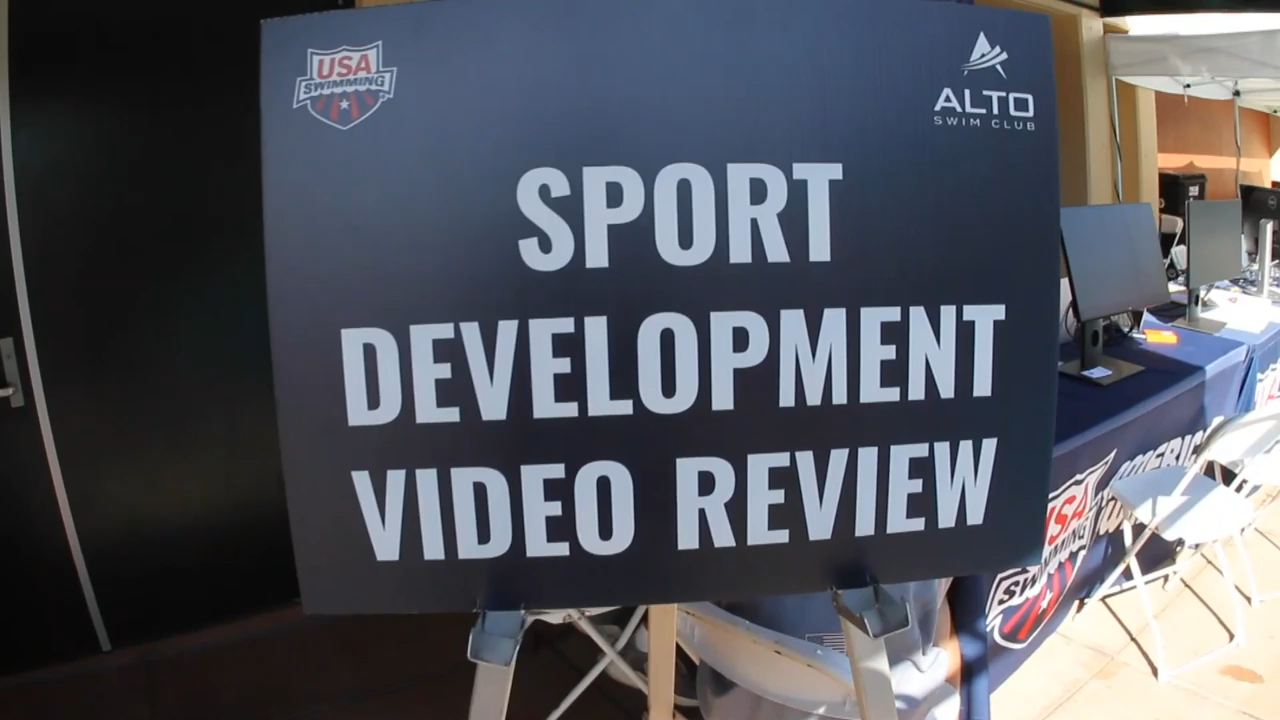 USA
SWIMMING
ALTO
SWIM CLUB
SPORT
DEVELOPMENT
VIDEO REVIEW
USA
SWIMMING